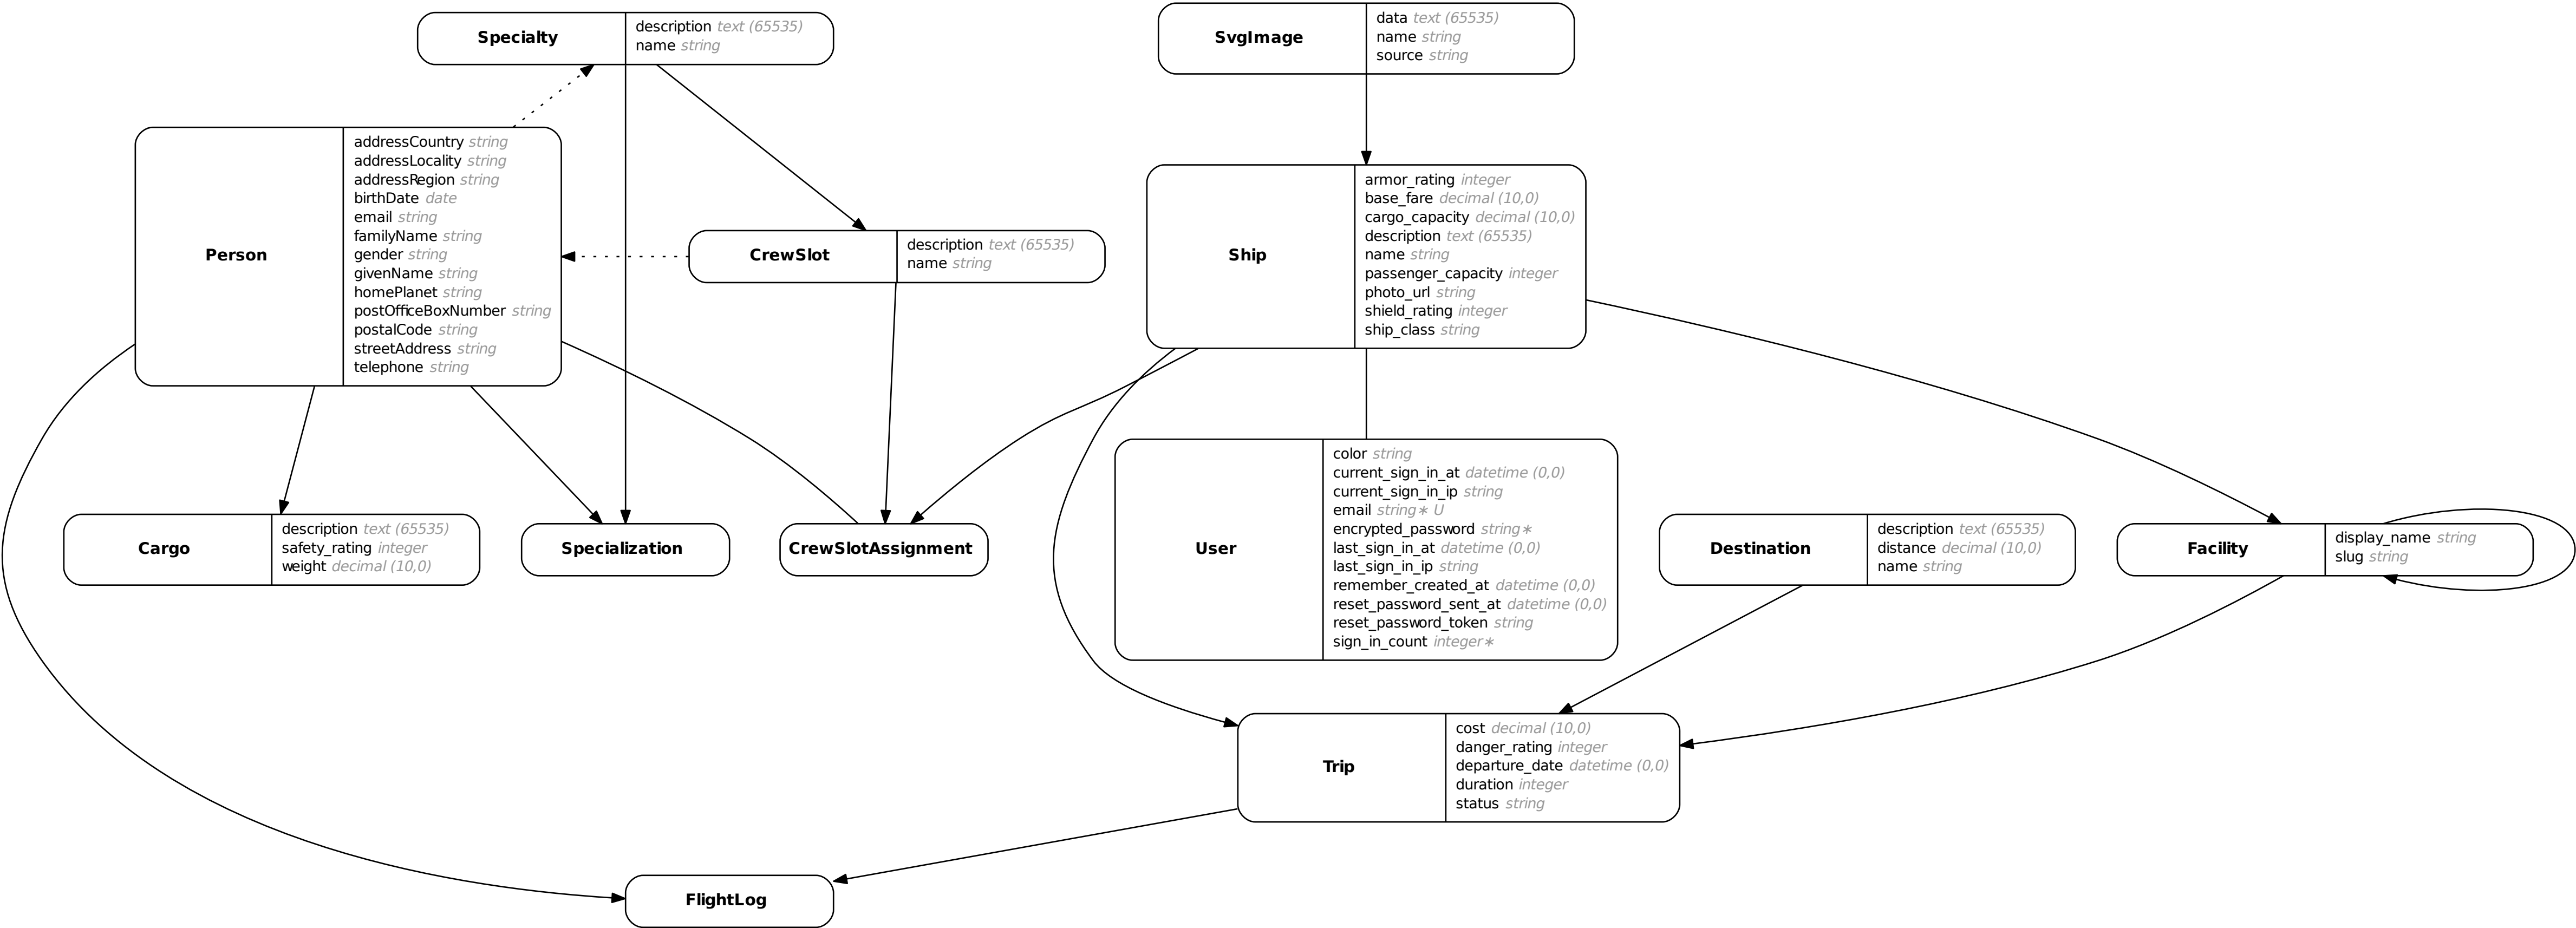 Specialty
description text (65535)
name string
SvgImage
data text (65535)
name string
source string
Person
addressCountry string
addressLocality string
addressRegion string
birthDate date
email string
familyName string
gender string
givenName string
homePlanet string
postOfficeBoxNumber string
postalCode string
streetAddress string
telephone string
CrewSlot
description text (65535)
name string
Ship
armor_rating integer
base_fare decimal (10,0)
cargo_capacity decimal (10,0)
description text (65535)
name string
passenger_capacity integer
photo_url string
shield_rating integer
ship_class string
Cargo
description text (65535)
safety_rating integer
weight decimal (10,0)
Specialization
CrewSlotAssignment
User
color string
current_sign_in_at datetime (0,0)
current_sign_in_ip string
email string∗ U
encrypted_password string∗
last_sign_in_at datetime (0,0)
last_sign_in_ip string
remember_created_at datetime (0,0)
reset_password_sent_at datetime (0,0)
reset_password_token string
sign_in_count integer∗
Destination
description text (65535)
distance decimal (10,0)
name string
Facility
display_name string
slug string
Trip
cost decimal (10,0)
danger_rating integer
departure_date datetime (0,0)
duration integer
status string
FlightLog